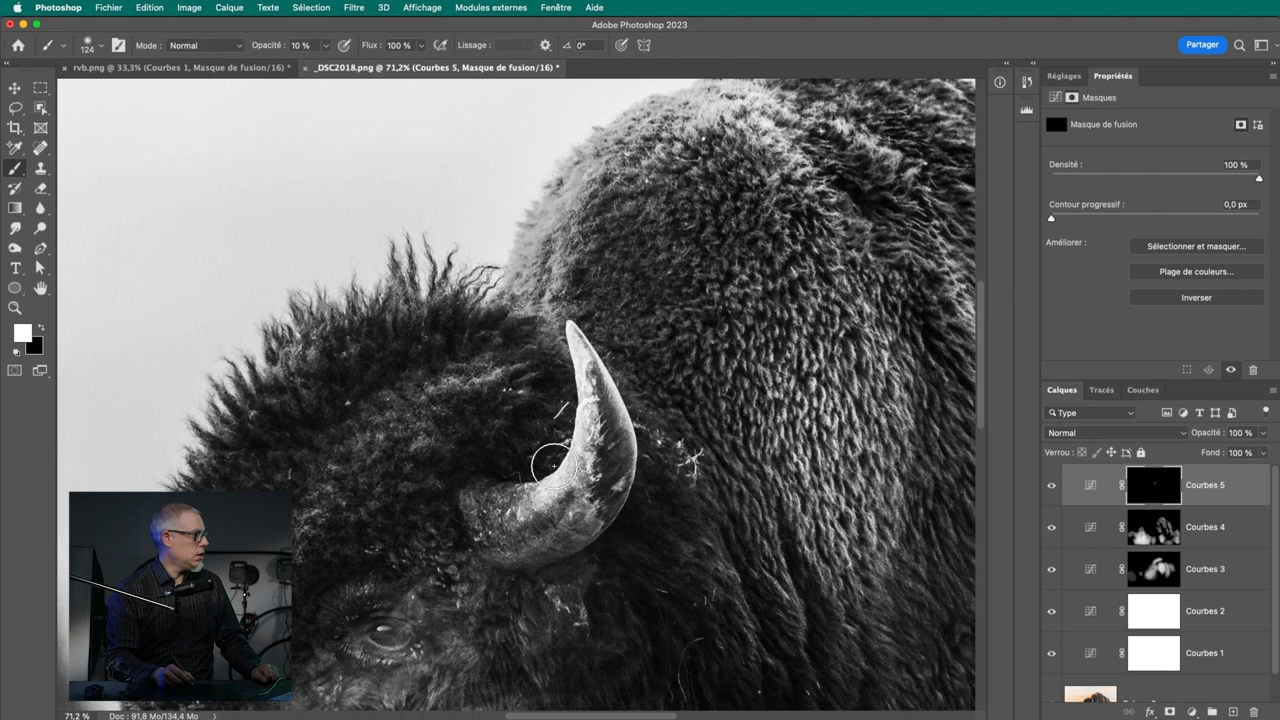 Photoshop Fichier Edition Image Calque Texte Sélection Filtre 3D Affichage Modules externes Fenêtre Aide
Adobe Photoshop 2023
124 Mode : Normal Opacité : 10 % Flux : 100 % Lissage : 0° Partager
rvb.png @ 33,3% (Courbes 1, Masque de fusion/16) *
_DSC2018.png @ 71,2% (Courbes 5, Masque de fusion/16) *
Réglages Propriétés
Masques
Masque de fusion
Densité : 100 %
Contour progressif : 0,0 px
Améliorer : Sélectionner et masquer...
Plage de couleurs...
Inverser
Calques Tracés Couches
Type
Normal Opacité : 100 %
Verrou : Fond : 100 %
Courbes 5
Courbes 4
Courbes 3
Courbes 2
Courbes 1
71,2 % Doc : 91,8 Mo/134,4 Mo